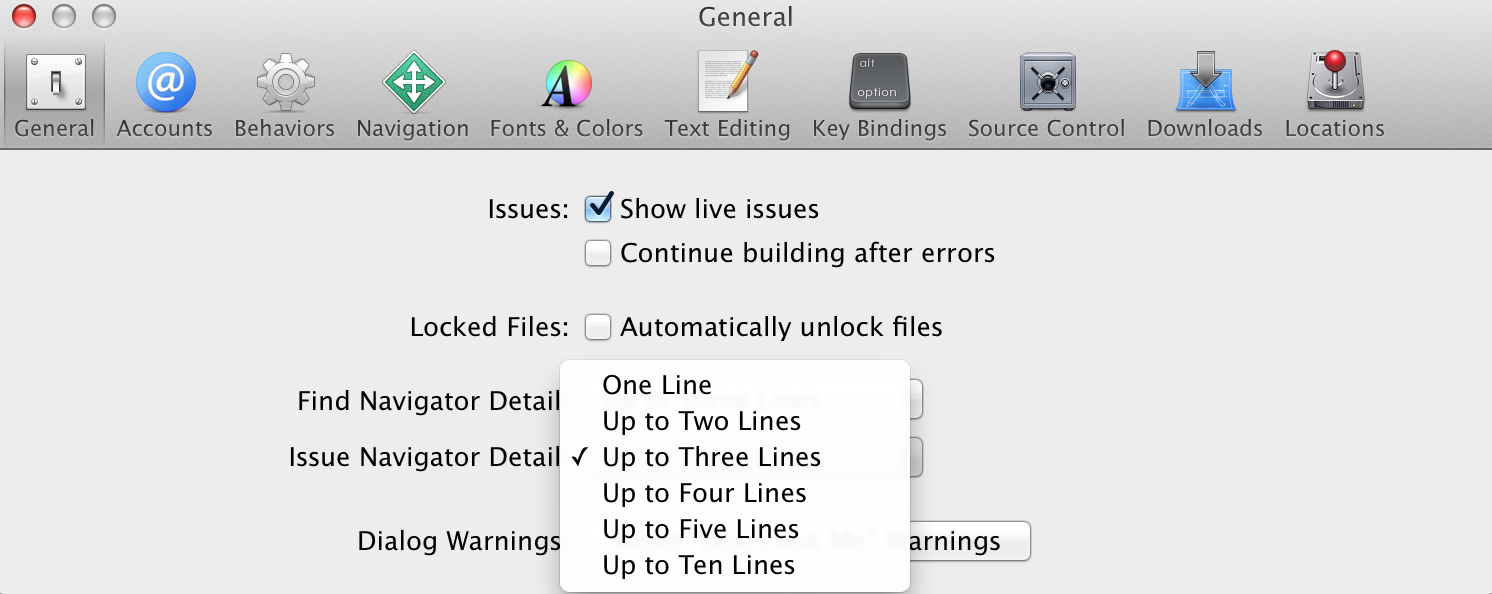 General
General Accounts Behaviors Navigation Fonts & Colors Text Editing alt option Key Bindings Source Control Downloads Locations
Issues: Show live issues
Continue building after errors
Locked Files: Automatically unlock files
Find Navigator Detail
Issue Navigator Detail
One Line
Up to Two Lines
✓ Up to Three Lines
Up to Four Lines
Up to Five Lines
Up to Ten Lines
Dialog Warnings Warnings